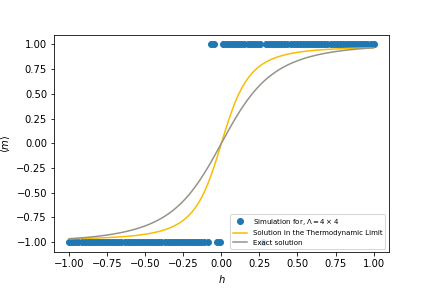 1.00
0.75
0.50
0.25
0.00
−0.25
−0.50
−0.75
−1.00
⟨m⟩
Simulation for, Λ = 4 × 4
Solution in the Thermodynamic Limit
Exact solution
−1.00 −0.75 −0.50 −0.25 0.00 0.25 0.50 0.75 1.00
h